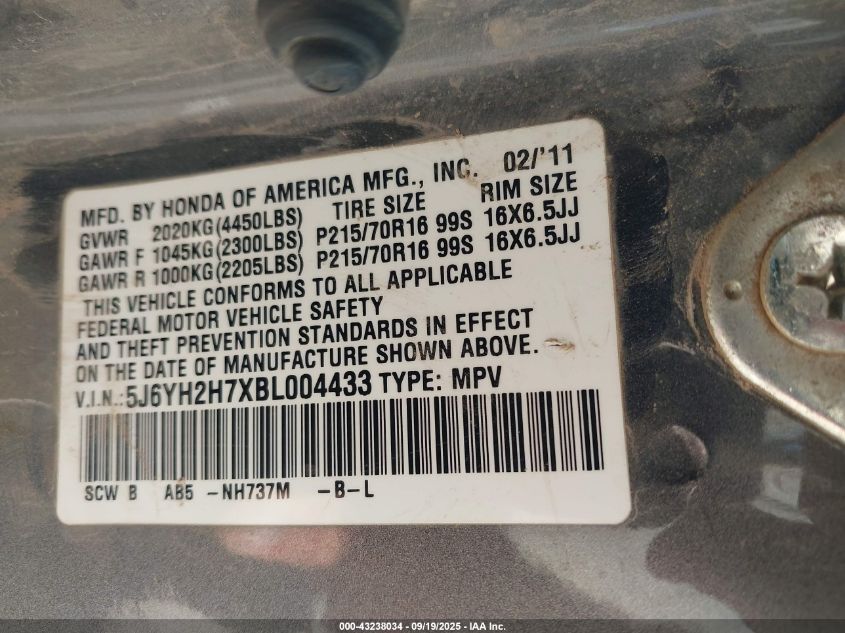 MFD. BY HONDA OF AMERICA MFG., INC. 02/'11
GVWR 2020KG(4450LBS) TIRE SIZE RIM SIZE
GAWR F 1045KG(2300LBS) P215/70R16 99S 16X6.5JJ
GAWR R 1000KG(2205LBS) P215/70R16 99S 16X6.5JJ
THIS VEHICLE CONFORMS TO ALL APPLICABLE
FEDERAL MOTOR VEHICLE SAFETY
AND THEFT PREVENTION STANDARDS IN EFFECT
ON THE DATE OF MANUFACTURE SHOWN ABOVE.
V.I.N.:5J6YH2H7XBL004433 TYPE: MPV
SCW B AB5 -NH737M -B-L
000-43238034 - 09/19/2025 - IAA Inc.